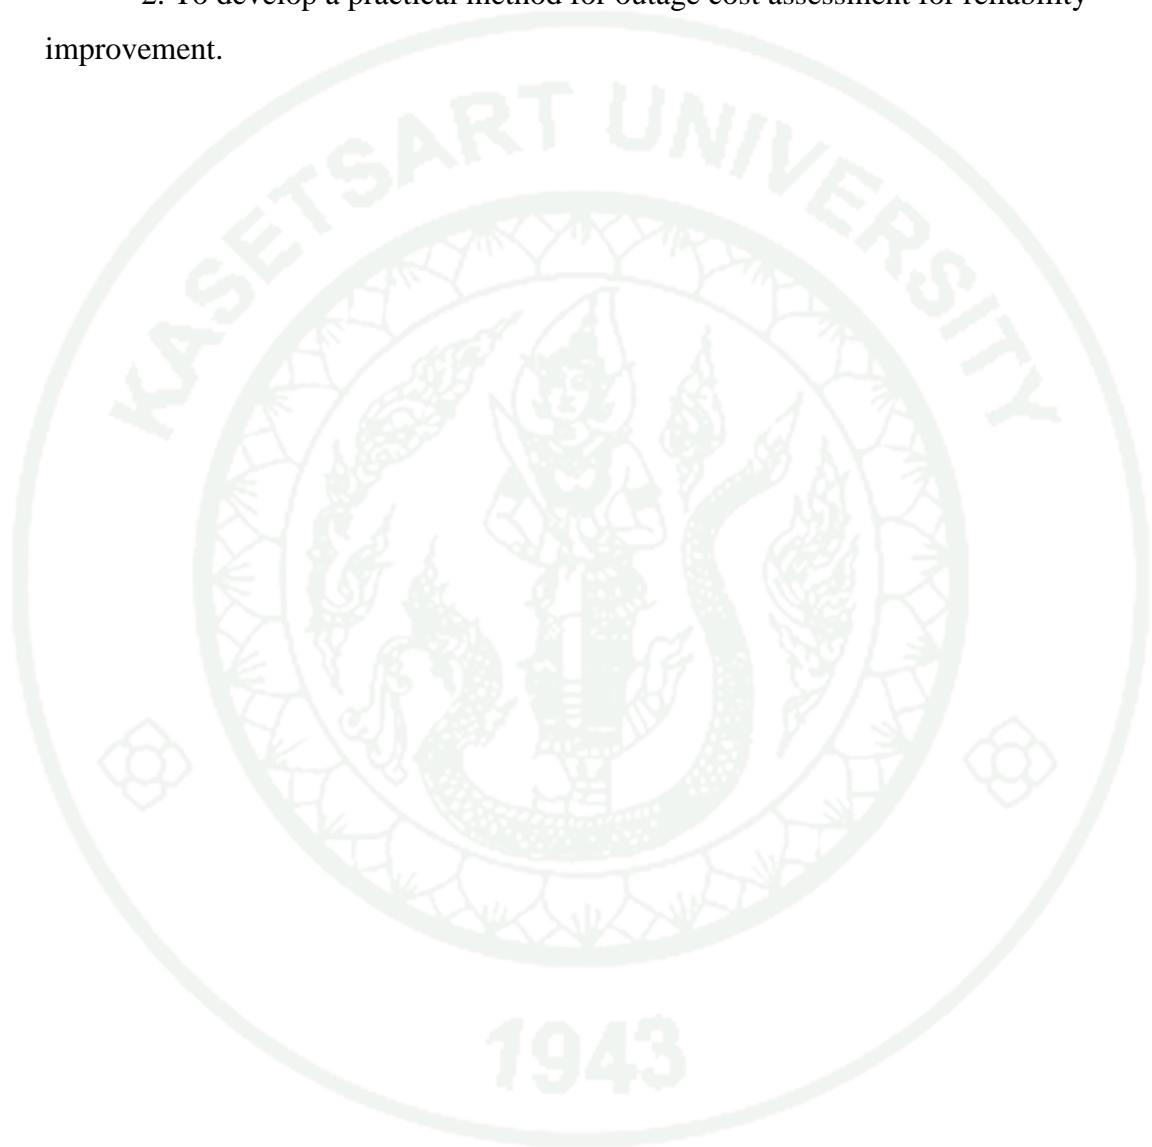 2. To develop a practical method for outage cost assessment for reliability
improvement.
KASETSART UNIVERSITY
1943